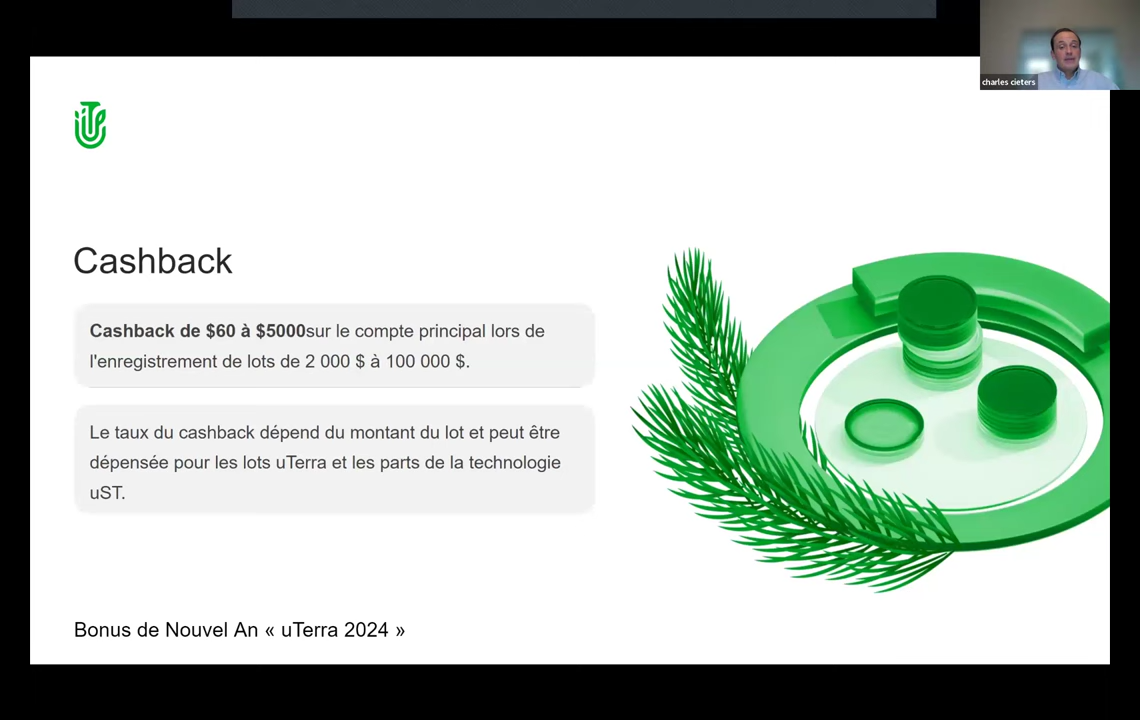 charles cieters
Cashback
Cashback de $60 à $5000sur le compte principal lors de
l'enregistrement de lots de 2 000 $ à 100 000 $.
Le taux du cashback dépend du montant du lot et peut être
dépensée pour les lots uTerra et les parts de la technologie
uST.
Bonus de Nouvel An « uTerra 2024 »